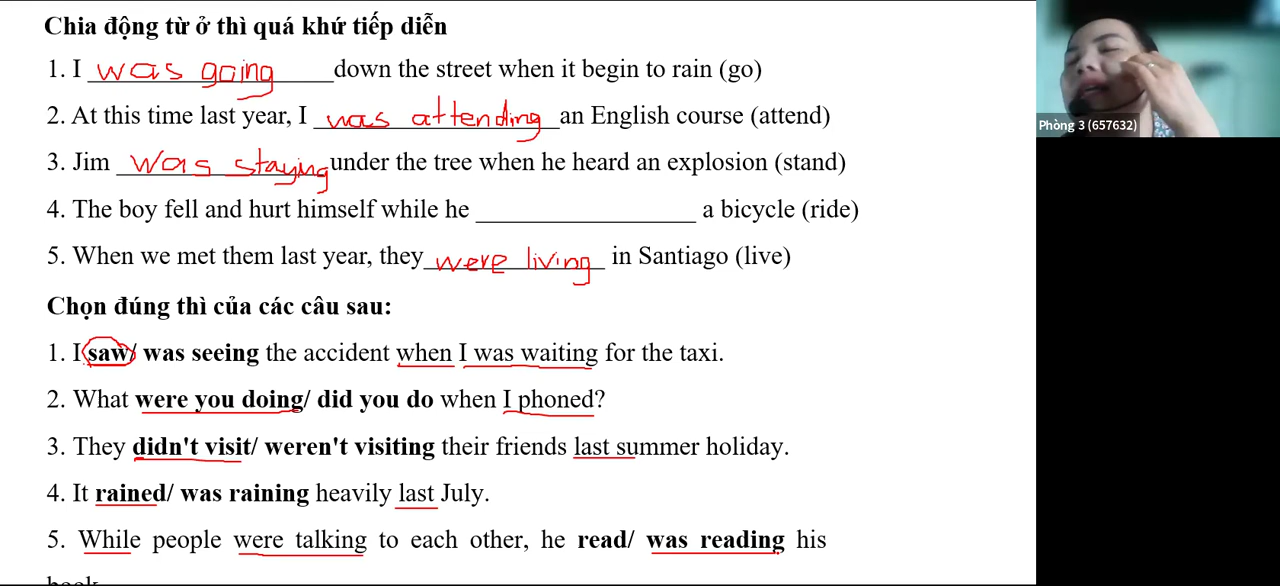 Chia động từ ở thì quá khứ tiếp diễn
1. I was going down the street when it begin to rain (go)
2. At this time last year, I was attending an English course (attend)
3. Jim was staying under the tree when he heard an explosion (stand)
4. The boy fell and hurt himself while he _________________ a bicycle (ride)
5. When we met them last year, they were living in Santiago (live)
Chọn đúng thì của các câu sau:
1. I saw/ was seeing the accident when I was waiting for the taxi.
2. What were you doing/ did you do when I phoned?
3. They didn't visit/ weren't visiting their friends last summer holiday.
4. It rained/ was raining heavily last July.
5. While people were talking to each other, he read/ was reading his
Phòng 3 (657632)